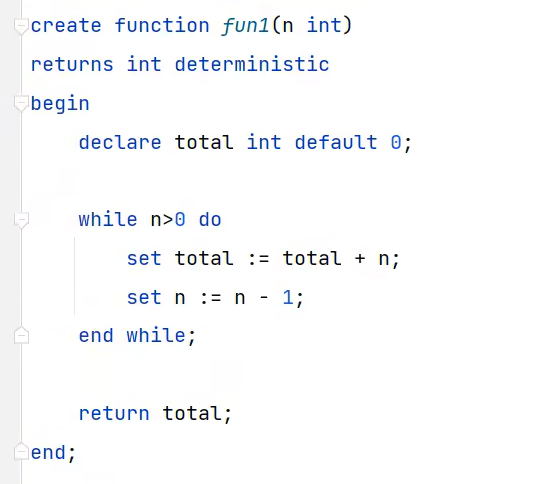 create function fun1(n int)
returns int deterministic
begin
    declare total int default 0;

    while n>0 do
        set total := total + n;
        set n := n - 1;
    end while;

    return total;
end;